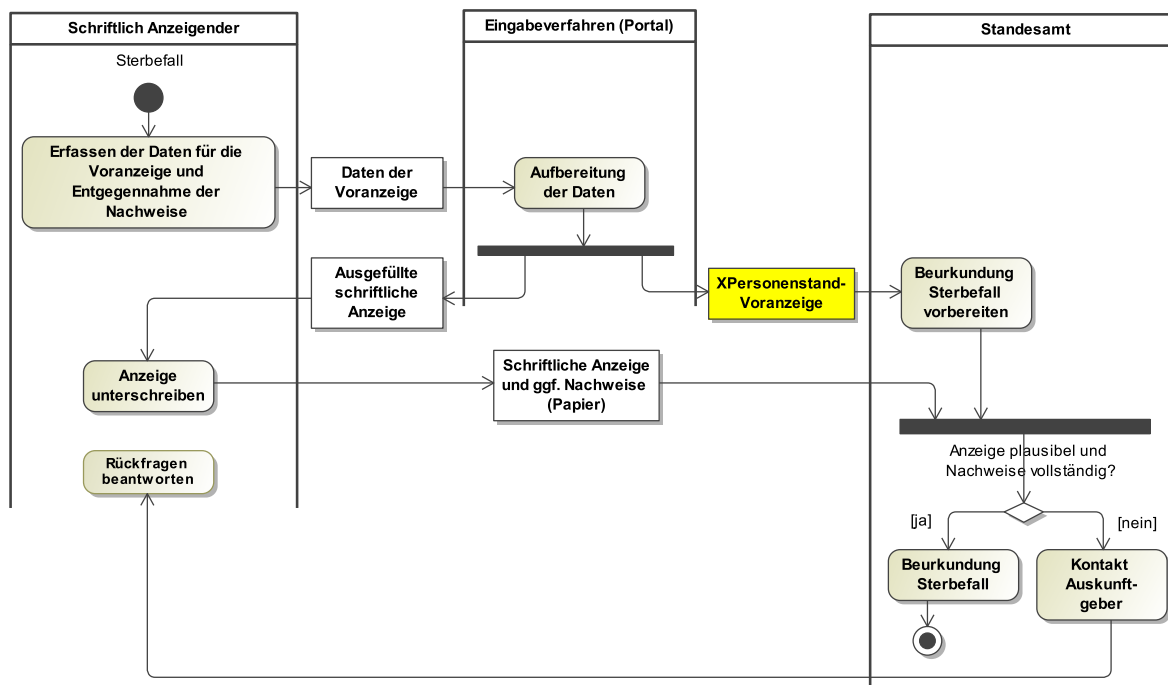 Schriftlich Anzeigender
Eingabeverfahren (Portal)
Standesamt
Sterbefall
Erfassen der Daten für die
Voranzeige und
Entgegennahme der
Nachweise
Daten der
Voranzeige
Aufbereitung
der Daten
Ausgefüllte
schriftliche
Anzeige
XPersonenstand-
Voranzeige
Beurkundung
Sterbefall
vorbereiten
Anzeige
unterschreiben
Schriftliche Anzeige
und ggf. Nachweise
(Papier)
Rückfragen
beantworten
Anzeige plausibel und
Nachweise vollständig?
[ja]
[nein]
Beurkundung
Sterbefall
Kontakt
Auskunft-
geber